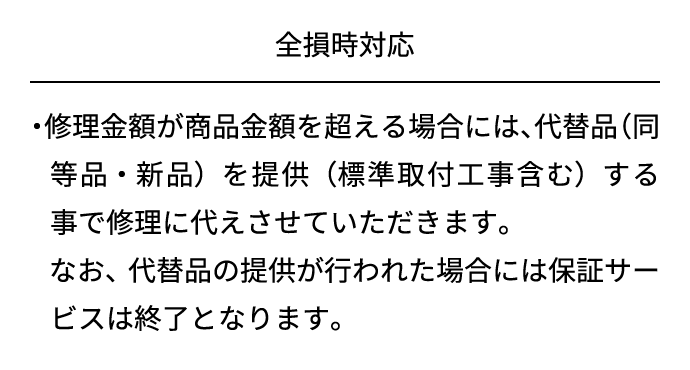 全損時対応
・修理金額が商品金額を超える場合には、代替品（同
等品・新品）を提供（標準取付工事含む）する
事で修理に代えさせていただきます。
なお、代替品の提供が行われた場合には保証サー
ビスは終了となります。